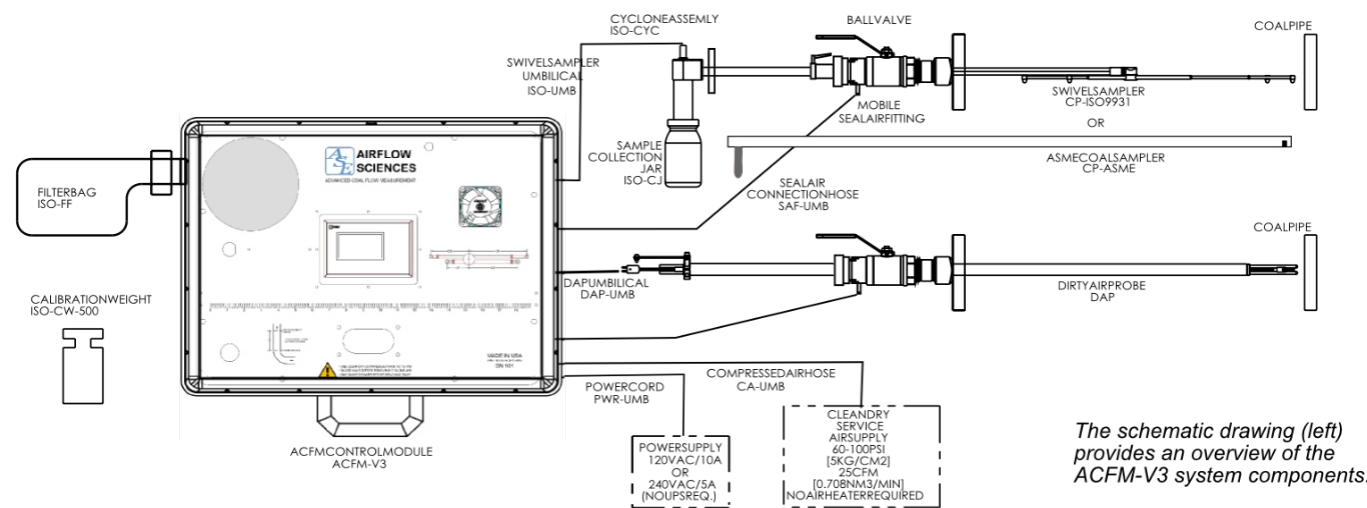 CYCLONEASSEMLY
ISO-CYC
BALLVALVE
COALPIPE
SWIVELSAMPLER
UMBILICAL
ISO-UMB
SWIVELSAMPLER
CP-ISO9931
MOBILE
SEALAIRFITTING
OR
SAMPLE
COLLECTION
JAR
ISO-CJ
ASMECOALSAMPLER
CP-ASME
ASE
AIRFLOW
SCIENCES
ADVANCED COAL FLOW MEASUREMENT
FILTERBAG
ISO-FF
SEALAIR
CONNECTIONHOSE
SAF-UMB
COALPIPE
DAPUMBILICAL
DAP-UMB
DIRTYAIRPROBE
DAP
CALIBRATIONWEIGHT
ISO-CW-500
MADE IN USA
POWERCORD
PWR-UMB
COMPRESSEDAIRHOSE
CA-UMB
ACFMCONTROLMODULE
ACFM-V3
POWERSUPPLY
120VAC/10A
OR
240VAC/5A
(NOUPSREQ.)
CLEANDRY
SERVICE
AIRSUPPLY
60-100PSI
[5KG/CM2]
25CFM
[0.708NM3/MIN]
NOAIRHEATERREQUIRED
The schematic drawing (left)
provides an overview of the
ACFM-V3 system components.